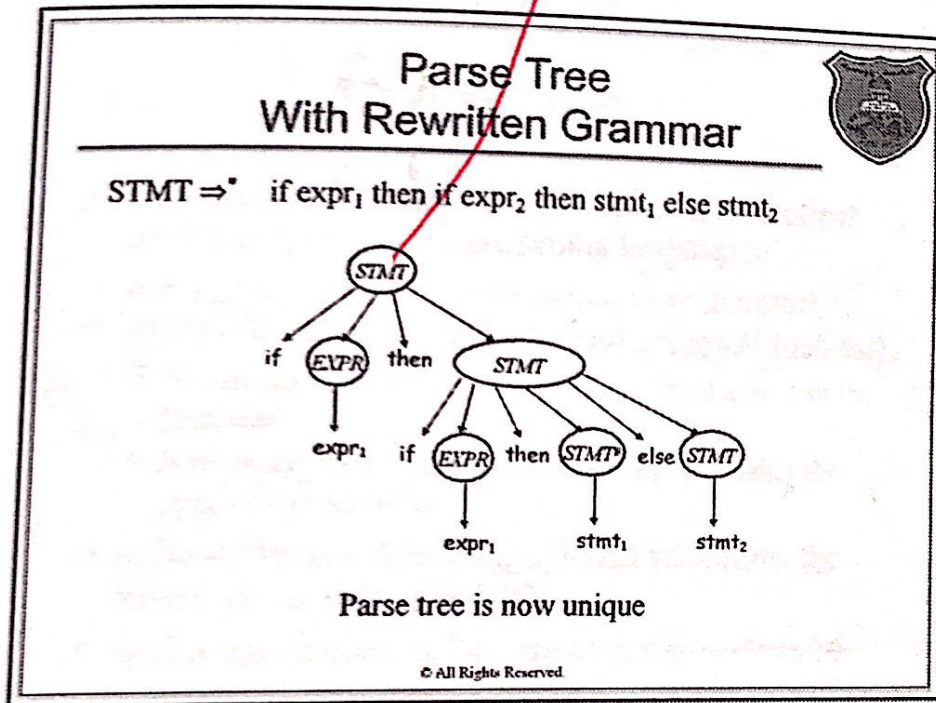 Parse Tree
With Rewritten Grammar
STMT ⇒* if expr₁ then if expr₂ then stmt₁ else stmt₂
STMT
if EXPR then STMT
expr₁ if EXPR then STMT' else STMT
expr₁ stmt₁ stmt₂
Parse tree is now unique
© All Rights Reserved.